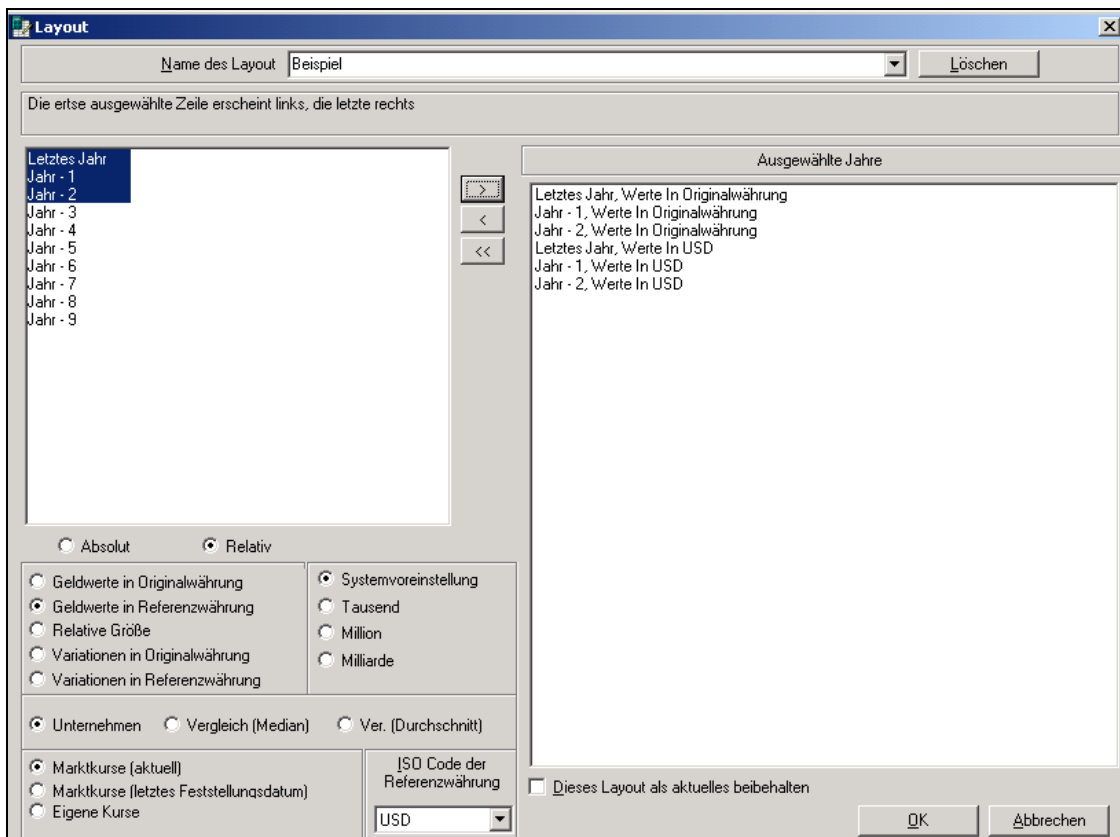 Layout
Name des Layout Beispiel Löschen
Die ertse ausgewählte Zeile erscheint links, die letzte rechts
Letztes Jahr
Jahr - 1
Jahr - 2
Jahr - 3
Jahr - 4
Jahr - 5
Jahr - 6
Jahr - 7
Jahr - 8
Jahr - 9
>
<
<<
Ausgewählte Jahre
Letztes Jahr, Werte In Originalwährung
Jahr - 1, Werte In Originalwährung
Jahr - 2, Werte In Originalwährung
Letztes Jahr, Werte In USD
Jahr - 1, Werte In USD
Jahr - 2, Werte In USD
Absolut Relativ
Geldwerte in Originalwährung
Geldwerte in Referenzwährung
Relative Größe
Variationen in Originalwährung
Variationen in Referenzwährung
Systemvoreinstellung
Tausend
Million
Milliarde
Unternehmen Vergleich (Median) Ver. (Durchschnitt)
Marktkurse (aktuell)
Marktkurse (letztes Feststellungsdatum)
Eigene Kurse
ISO Code der
Referenzwährung
USD
Dieses Layout als aktuelles beibehalten
OK Abbrechen